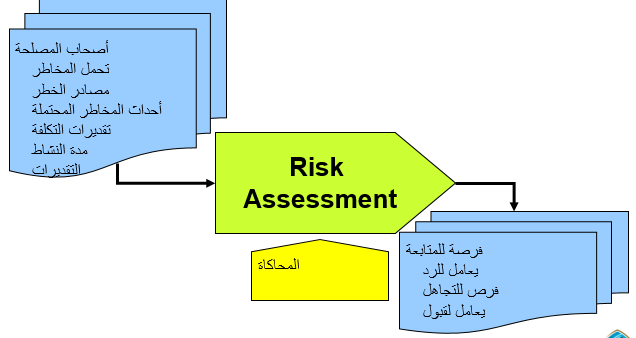 أصحاب المصلحة
تحمل المخاطر
مصادر الخطر
أحداث المخاطر المحتملة
تقديرات التكلفة
مدة النشاط
التقديرات
Risk
Assessment
المحاكاة
فرصة للمتابعة
يعامل للرد
فرص للتجاهل
يعامل لقبول